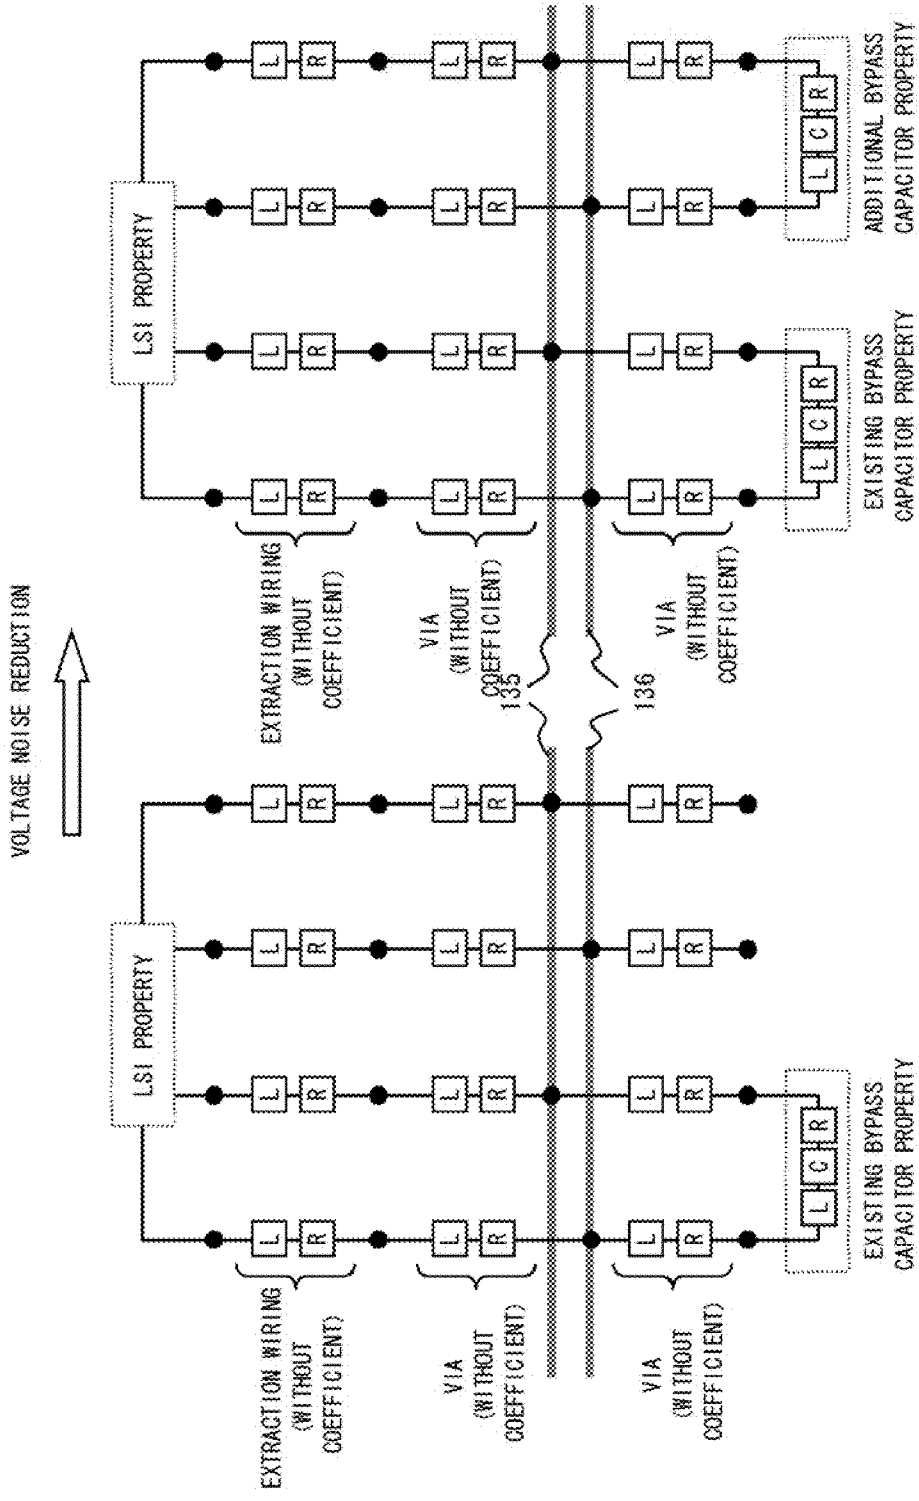 VOLTAGE NOISE REDUCTION
LSI PROPERTY
EXTRACTION WIRING
(WITHOUT
COEFFICIENT)
L
R
L
R
L
R
L
R
VIA
(WITHOUT
COEFFICIENT)
L
R
L
R
L
R
L
R
VIA
(WITHOUT
COEFFICIENT)
L
R
L
R
L
R
L
R
L C R
EXISTING BYPASS
CAPACITOR PROPERTY
135
136
LSI PROPERTY
EXTRACTION WIRING
(WITHOUT
COEFFICIENT)
L
R
L
R
L
R
L
R
VIA
(WITHOUT
COEFFICIENT)
L
R
L
R
L
R
L
R
VIA
(WITHOUT
COEFFICIENT)
L
R
L
R
L
R
L
R
L C R
EXISTING BYPASS
CAPACITOR PROPERTY
L C R
ADDITIONAL BYPASS
CAPACITOR PROPERTY